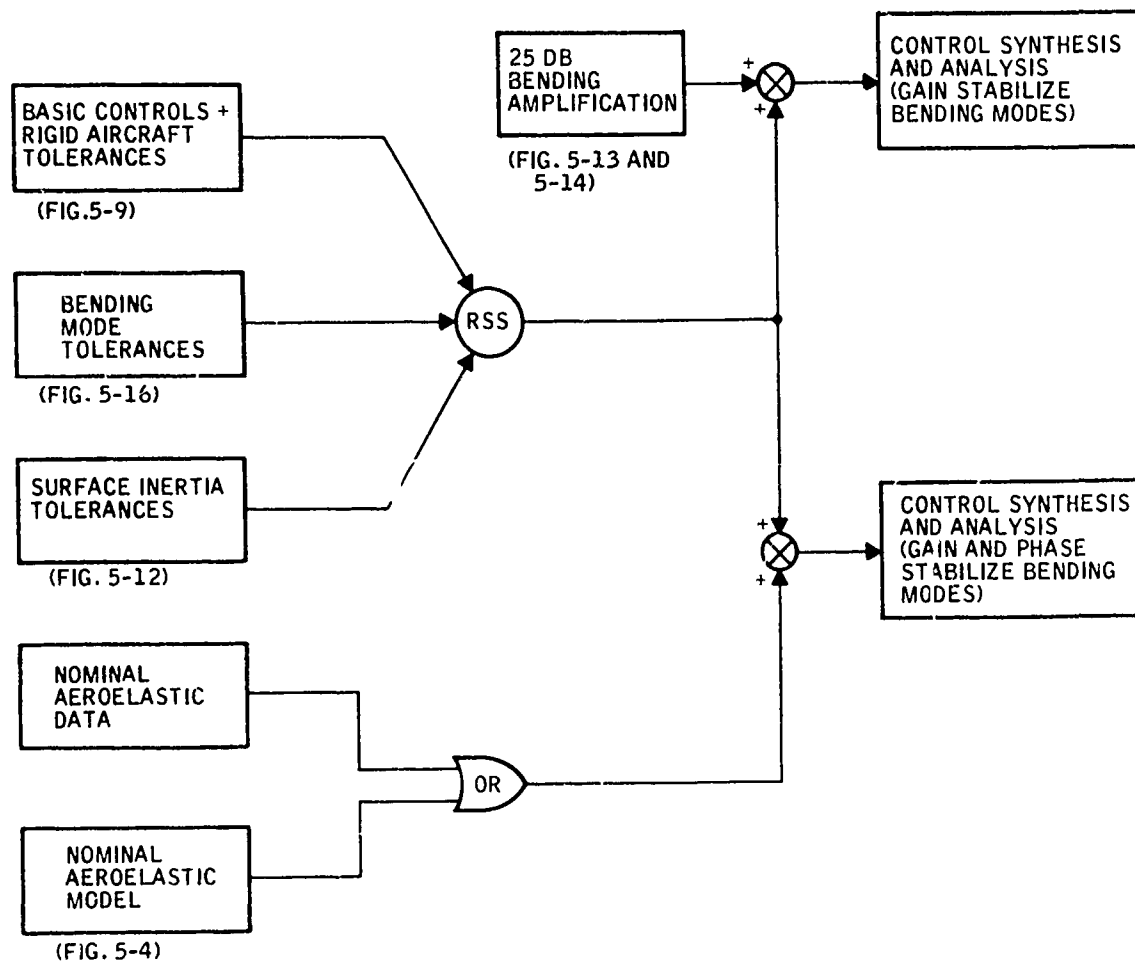 BASIC CONTROLS +
RIGID AIRCRAFT
TOLERANCES
(FIG.5-9)
BENDING
MODE
TOLERANCES
(FIG. 5-16)
SURFACE INERTIA
TOLERANCES
(FIG. 5-12)
NOMINAL
AEROELASTIC
DATA
NOMINAL
AEROELASTIC
MODEL
(FIG. 5-4)
RSS
OR
25 DB
BENDING
AMPLIFICATION
(FIG. 5-13 AND
5-14)
+
+
CONTROL SYNTHESIS
AND ANALYSIS
(GAIN STABILIZE
BENDING MODES)
+
+
CONTROL SYNTHESIS
AND ANALYSIS
(GAIN AND PHASE
STABILIZE BENDING
MODES)